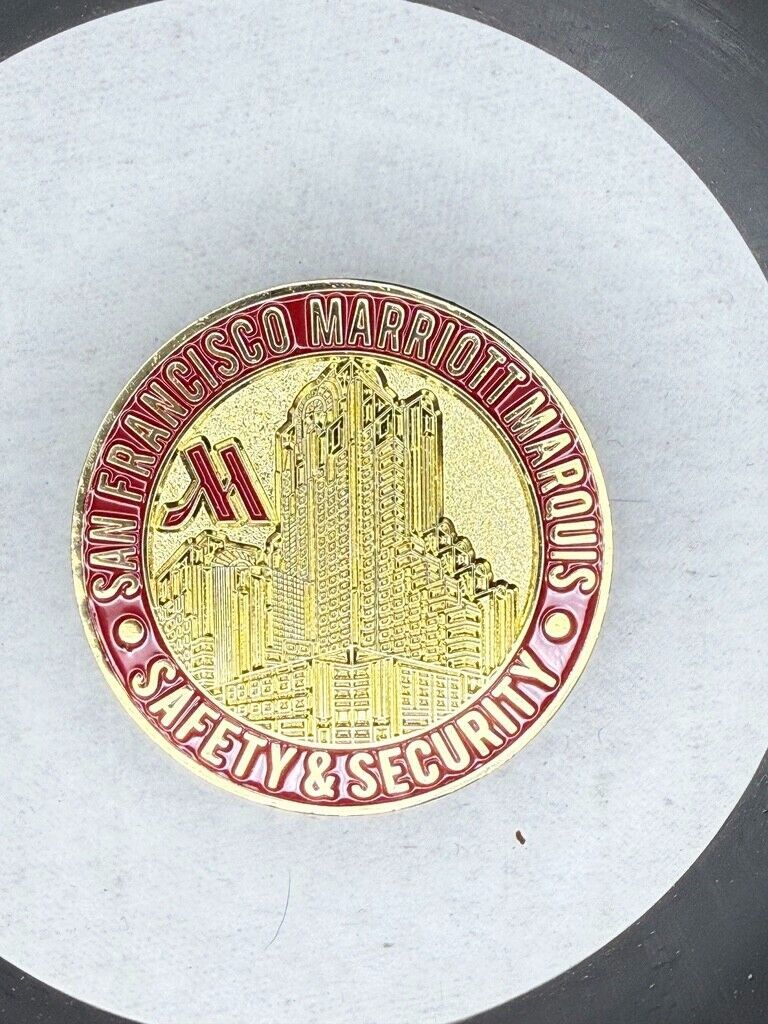 SAN FRANCISCO MARRIOTT MARQUIS
SAFETY & SECURITY